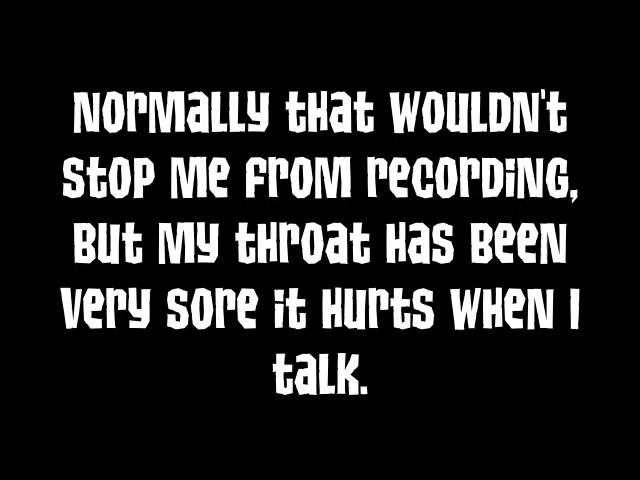 Normally that wouldn't
stop me from recording,
but my throat has been
very sore it hurts when I
talk.